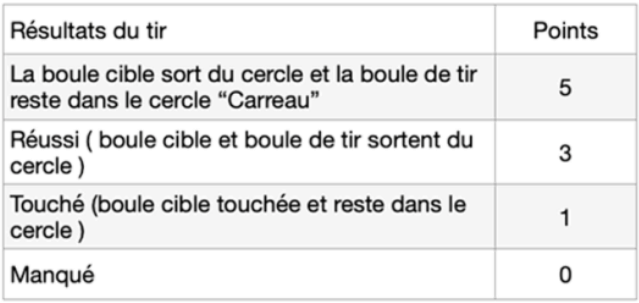 Résultats du tir Points
La boule cible sort du cercle et la boule de tir
reste dans le cercle “Carreau” 5
Réussi ( boule cible et boule de tir sortent du
cercle ) 3
Touché (boule cible touchée et reste dans le
cercle ) 1
Manqué 0